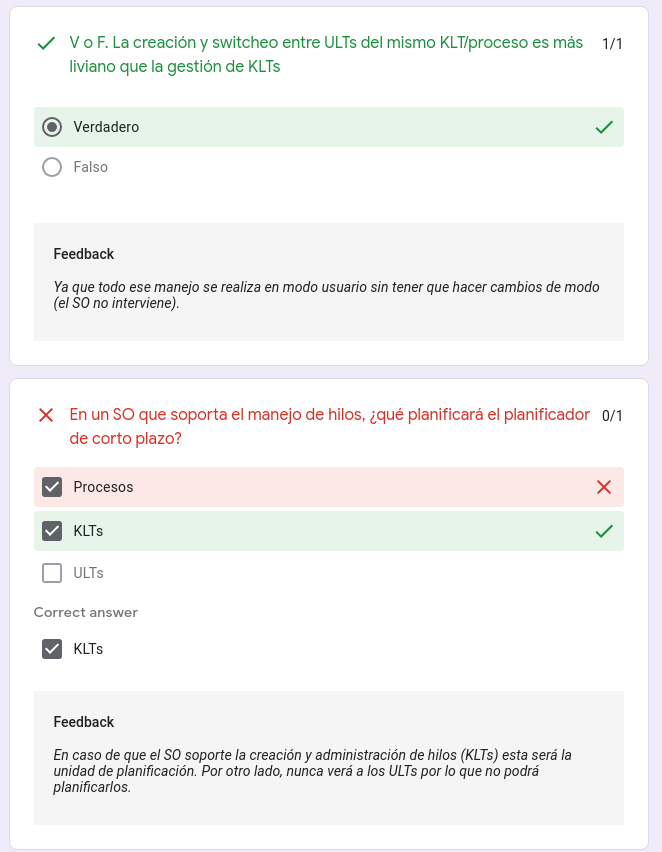 V o F. La creación y switcheo entre ULTs del mismo KLT/proceso es más 1/1
liviano que la gestión de KLTs
Verdadero
Falso
Feedback
Ya que todo ese manejo se realiza en modo usuario sin tener que hacer cambios de modo
(el SO no interviene).
En un SO que soporta el manejo de hilos, ¿qué planificará el planificador 0/1
de corto plazo?
Procesos
KLTs
ULTs
Correct answer
KLTs
Feedback
En caso de que el SO soporte la creación y administración de hilos (KLTs) esta será la
unidad de planificación. Por otro lado, nunca verá a los ULTs por lo que no podrá
planificarlos.